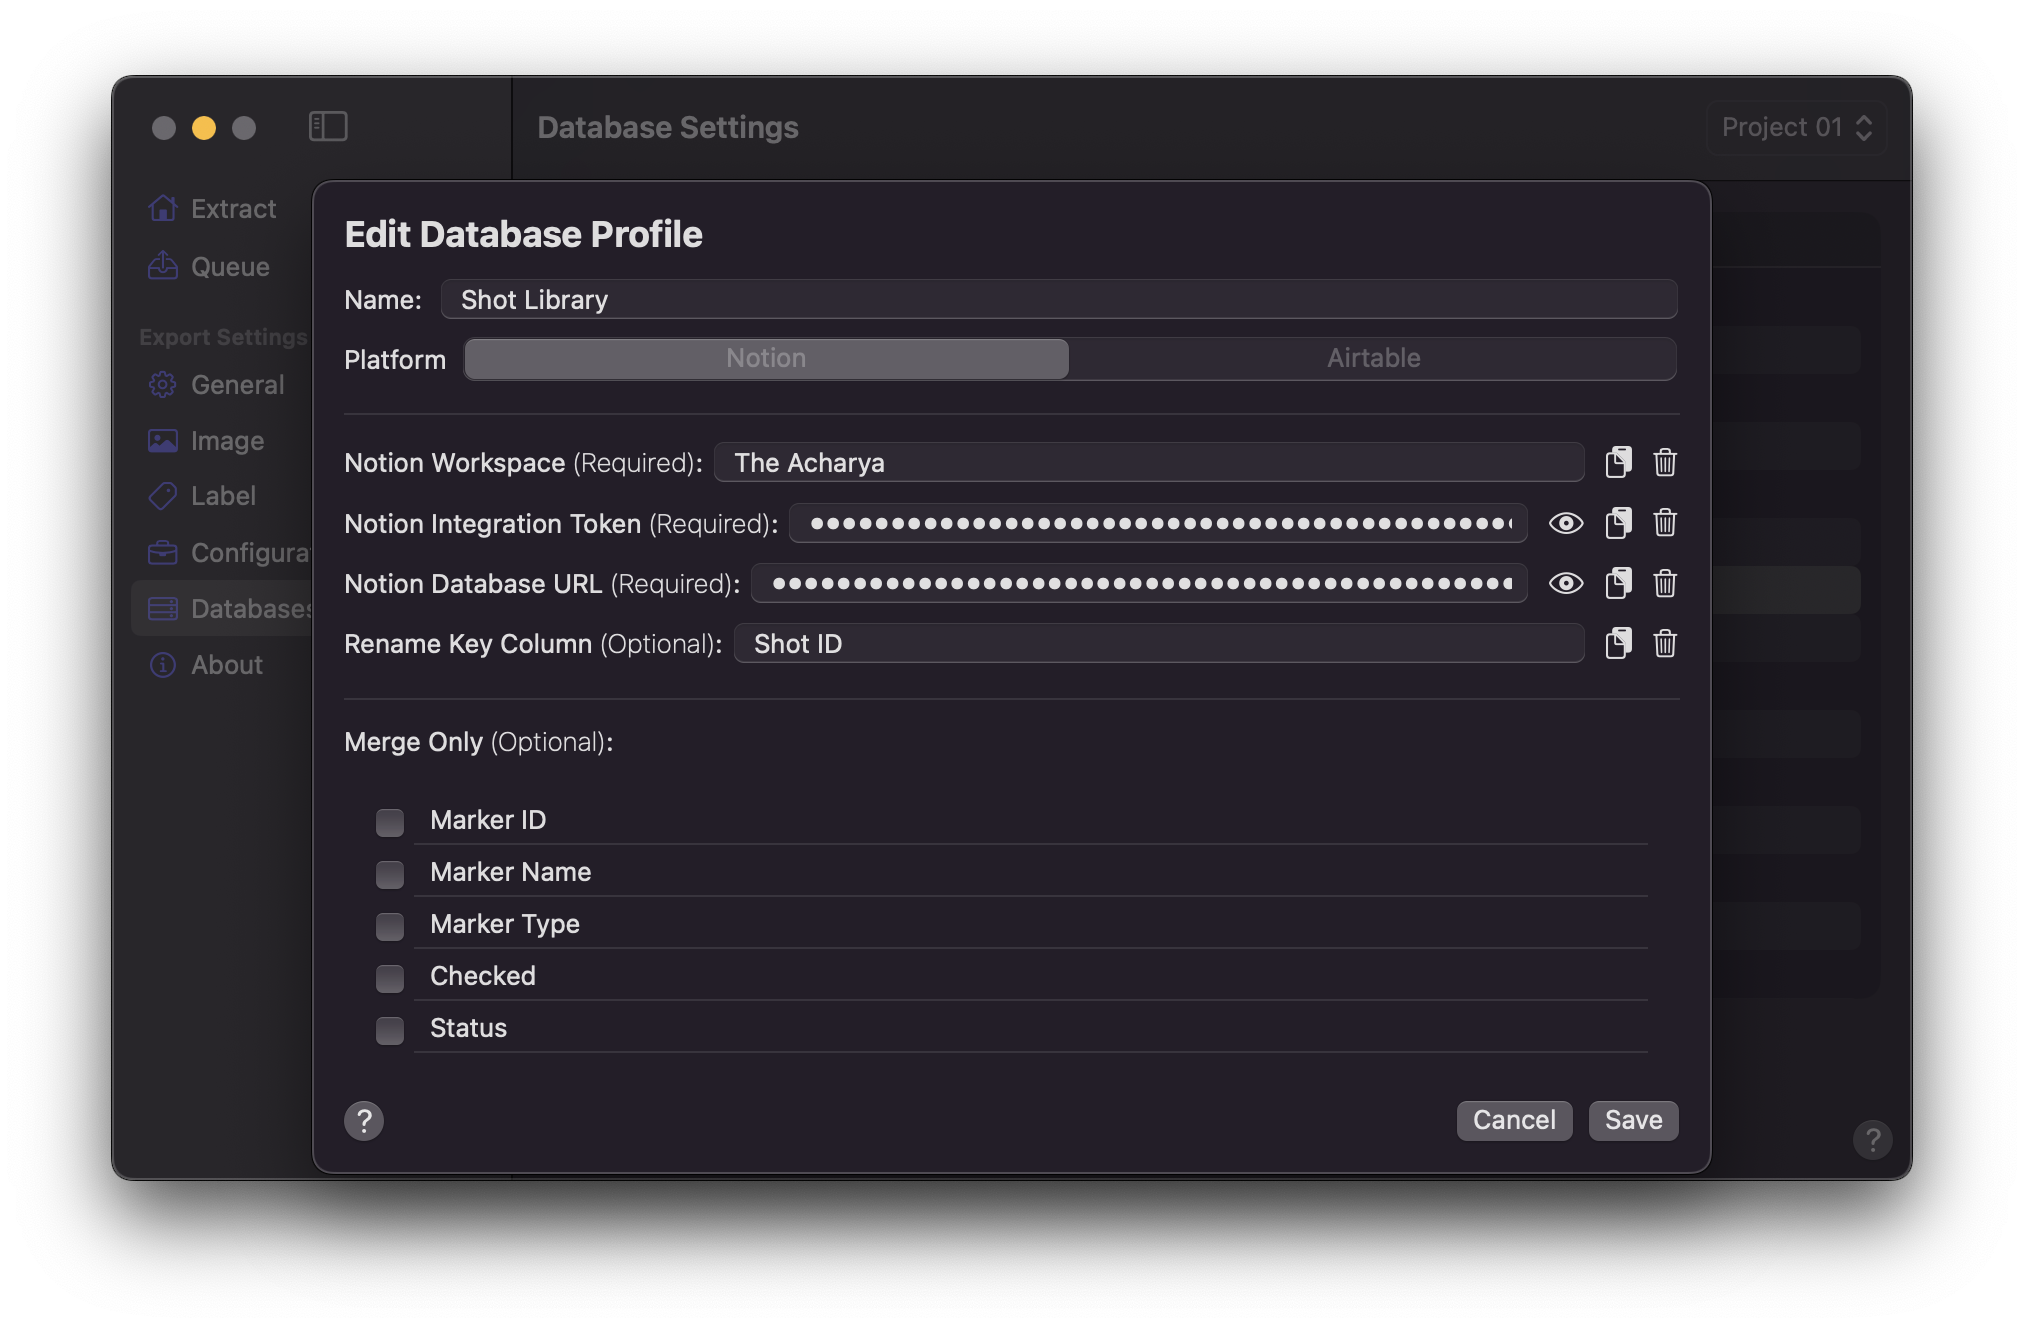 Database Settings
Project 01
Extract
Queue
Export Settings
General
Image
Label
Configurat
Databases
About
Edit Database Profile
Name: Shot Library
Platform Notion Airtable
Notion Workspace (Required): The Acharya
Notion Integration Token (Required): ••••••••••••••••••••••••••••••••••••••••••••
Notion Database URL (Required): ••••••••••••••••••••••••••••••••••••••••••••••
Rename Key Column (Optional): Shot ID
Merge Only (Optional):
Marker ID
Marker Name
Marker Type
Checked
Status
? Cancel Save
?